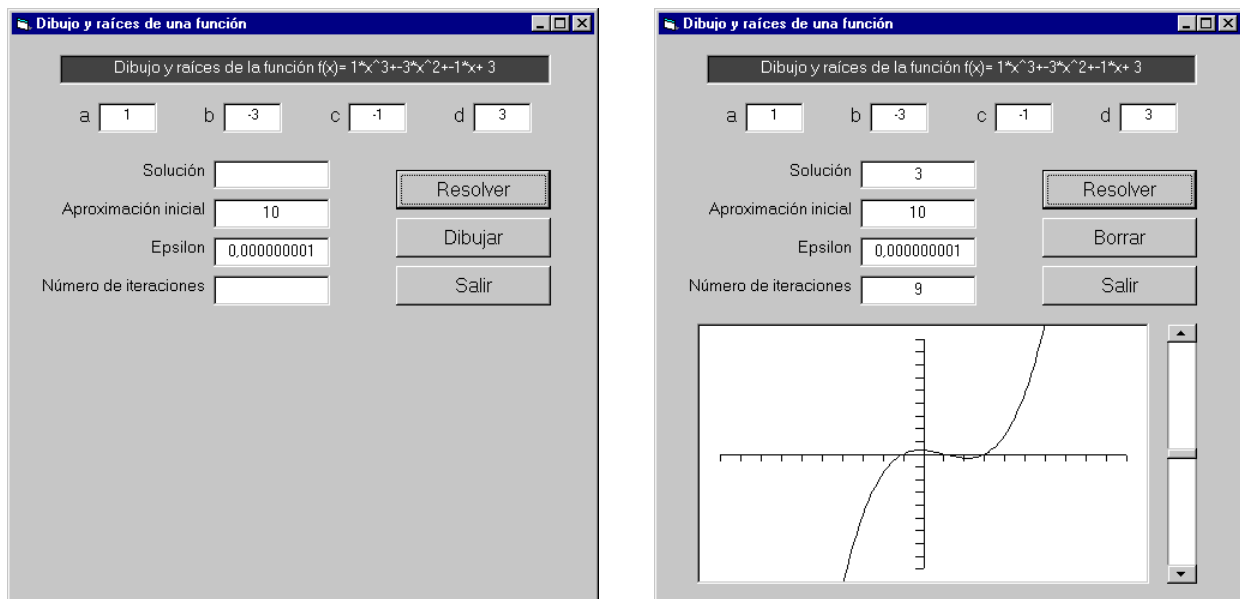 Dibujo y raíces de una función
Dibujo y raíces de la función f(x)= 1*x^3+-3*x^2+-1*x+ 3
a 1 b -3 c -1 d 3
Solución
Resolver
Aproximación inicial 10
Dibujar
Epsilon 0,000000001
Salir
Número de iteraciones
Dibujo y raíces de una función
Dibujo y raíces de la función f(x)= 1*x^3+-3*x^2+-1*x+ 3
a 1 b -3 c -1 d 3
Solución 3
Resolver
Aproximación inicial 10
Borrar
Epsilon 0,000000001
Salir
Número de iteraciones 9